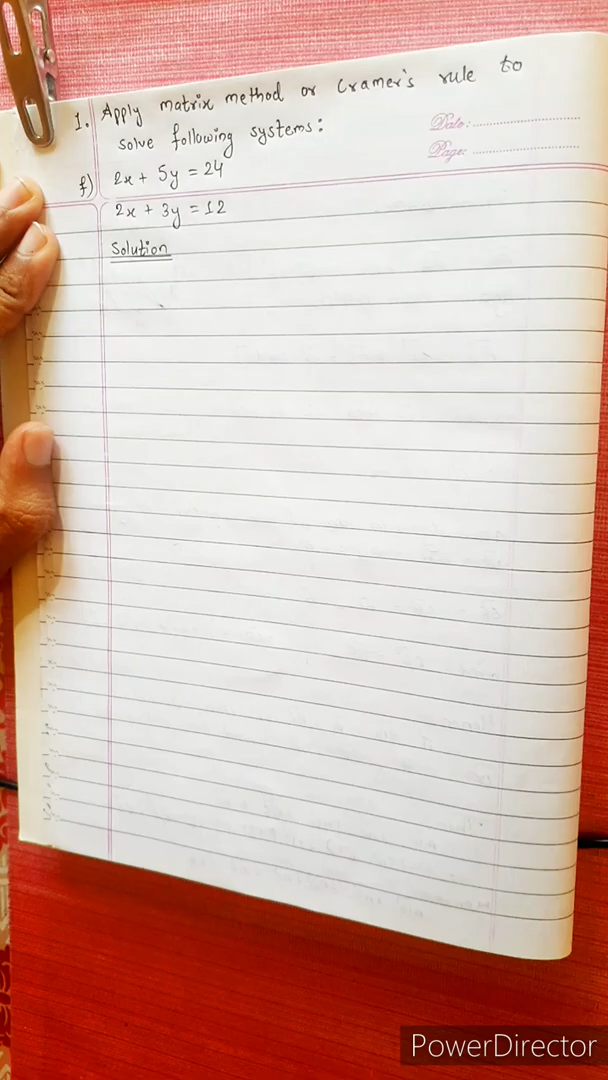 1. Apply matrix method or Cramer's rule to
solve following systems:
Date:
Page:
f) 2x + 5y = 24
2x + 3y = 12
Solution
PowerDirector